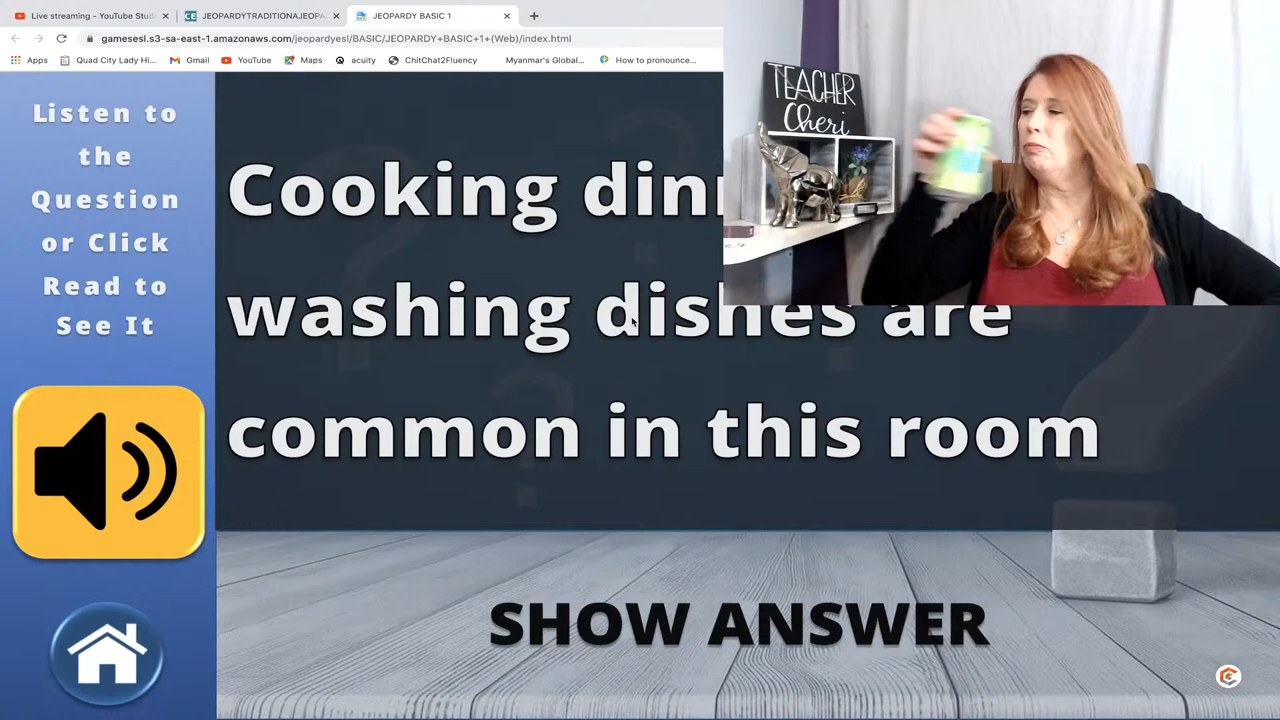 Live streaming - YouTube Stud
JEOPARDYTRADITIONAJEOPA
JEOPARDY BASIC 1
gamesesl.s3-sa-east-1.amazonaws.com/jeopardyesl/BASIC/JEOPARDY+BASIC+1+(Web)/index.html
Apps
Quad City Lady Hi...
Gmail
YouTube
Maps
acuity
ChitChat2Fluency
Myanmar's Global...
How to pronounce...
TEACHER
Cheri
Listen to
the
Question
or Click
Read to
See It
Cooking dinn
washing dishes are
common in this room
SHOW ANSWER